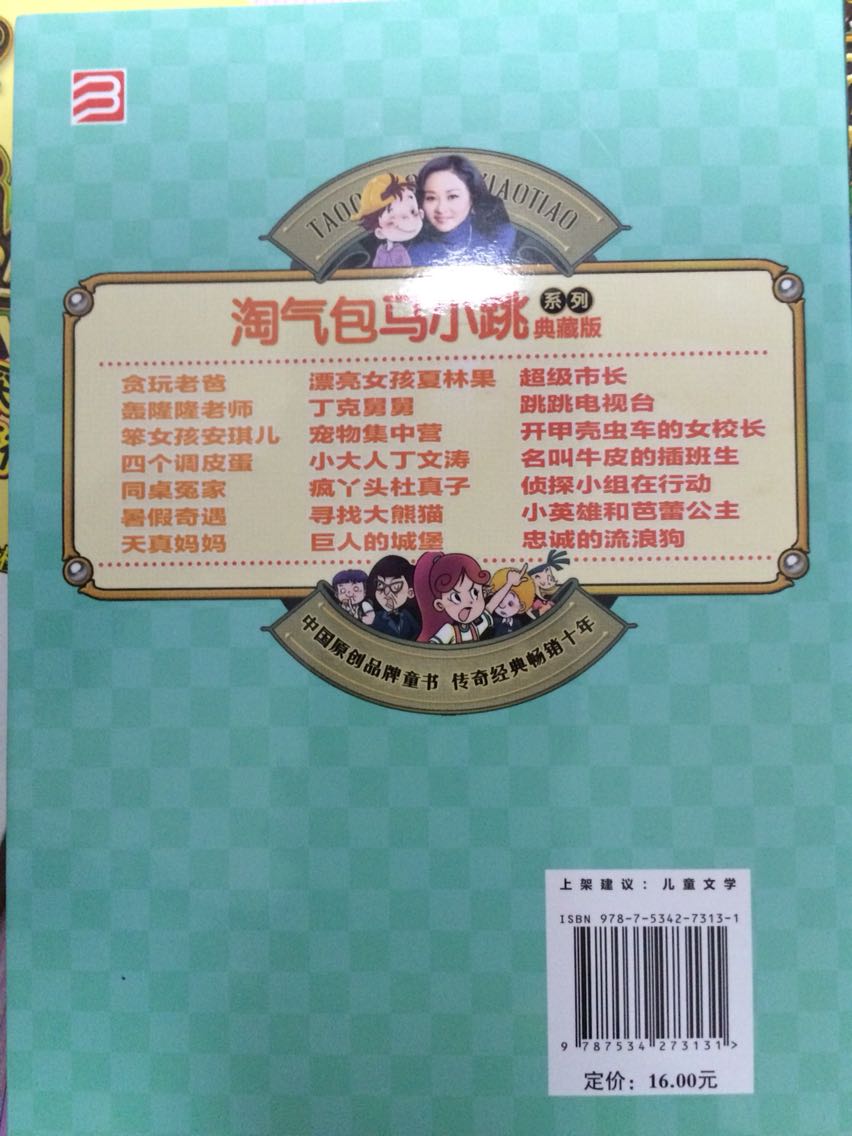 淘气包马小跳
系列
典藏版
贪玩老爸 漂亮女孩夏林果 超级市长
轰隆隆老师 丁克舅舅 跳跳电视台
笨女孩安琪儿 宠物集中营 开甲壳虫车的女校长
四个调皮蛋 小大人丁文涛 名叫牛皮的插班生
同桌冤家 疯丫头杜真子 侦探小组在行动
暑假奇遇 寻找大熊猫 小英雄和芭蕾公主
天真妈妈 巨人的城堡 忠诚的流浪狗
中国原创品牌童书 传奇经典畅销十年
上架建议：儿童文学
ISBN 978-7-5342-7313-1
9 787534 273131>
定价：16.00元